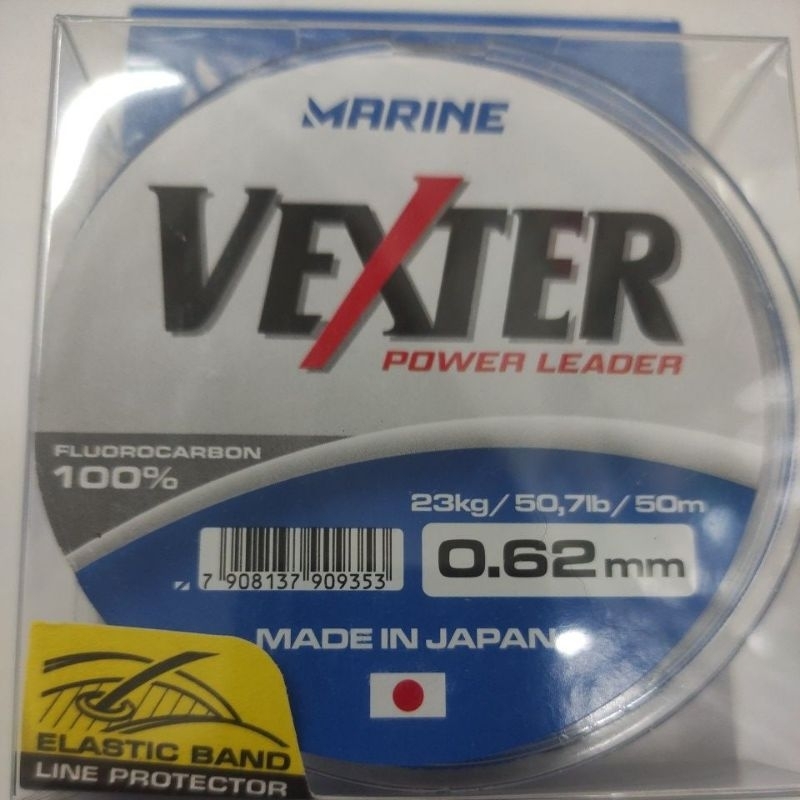 MARINE
VEXTER
POWER LEADER
FLUOROCARBON
100%
23kg/50,7lb/50m
0.62mm
7 908137 909353
MADE IN JAPAN
ELASTIC BAND
LINE PROTECTOR